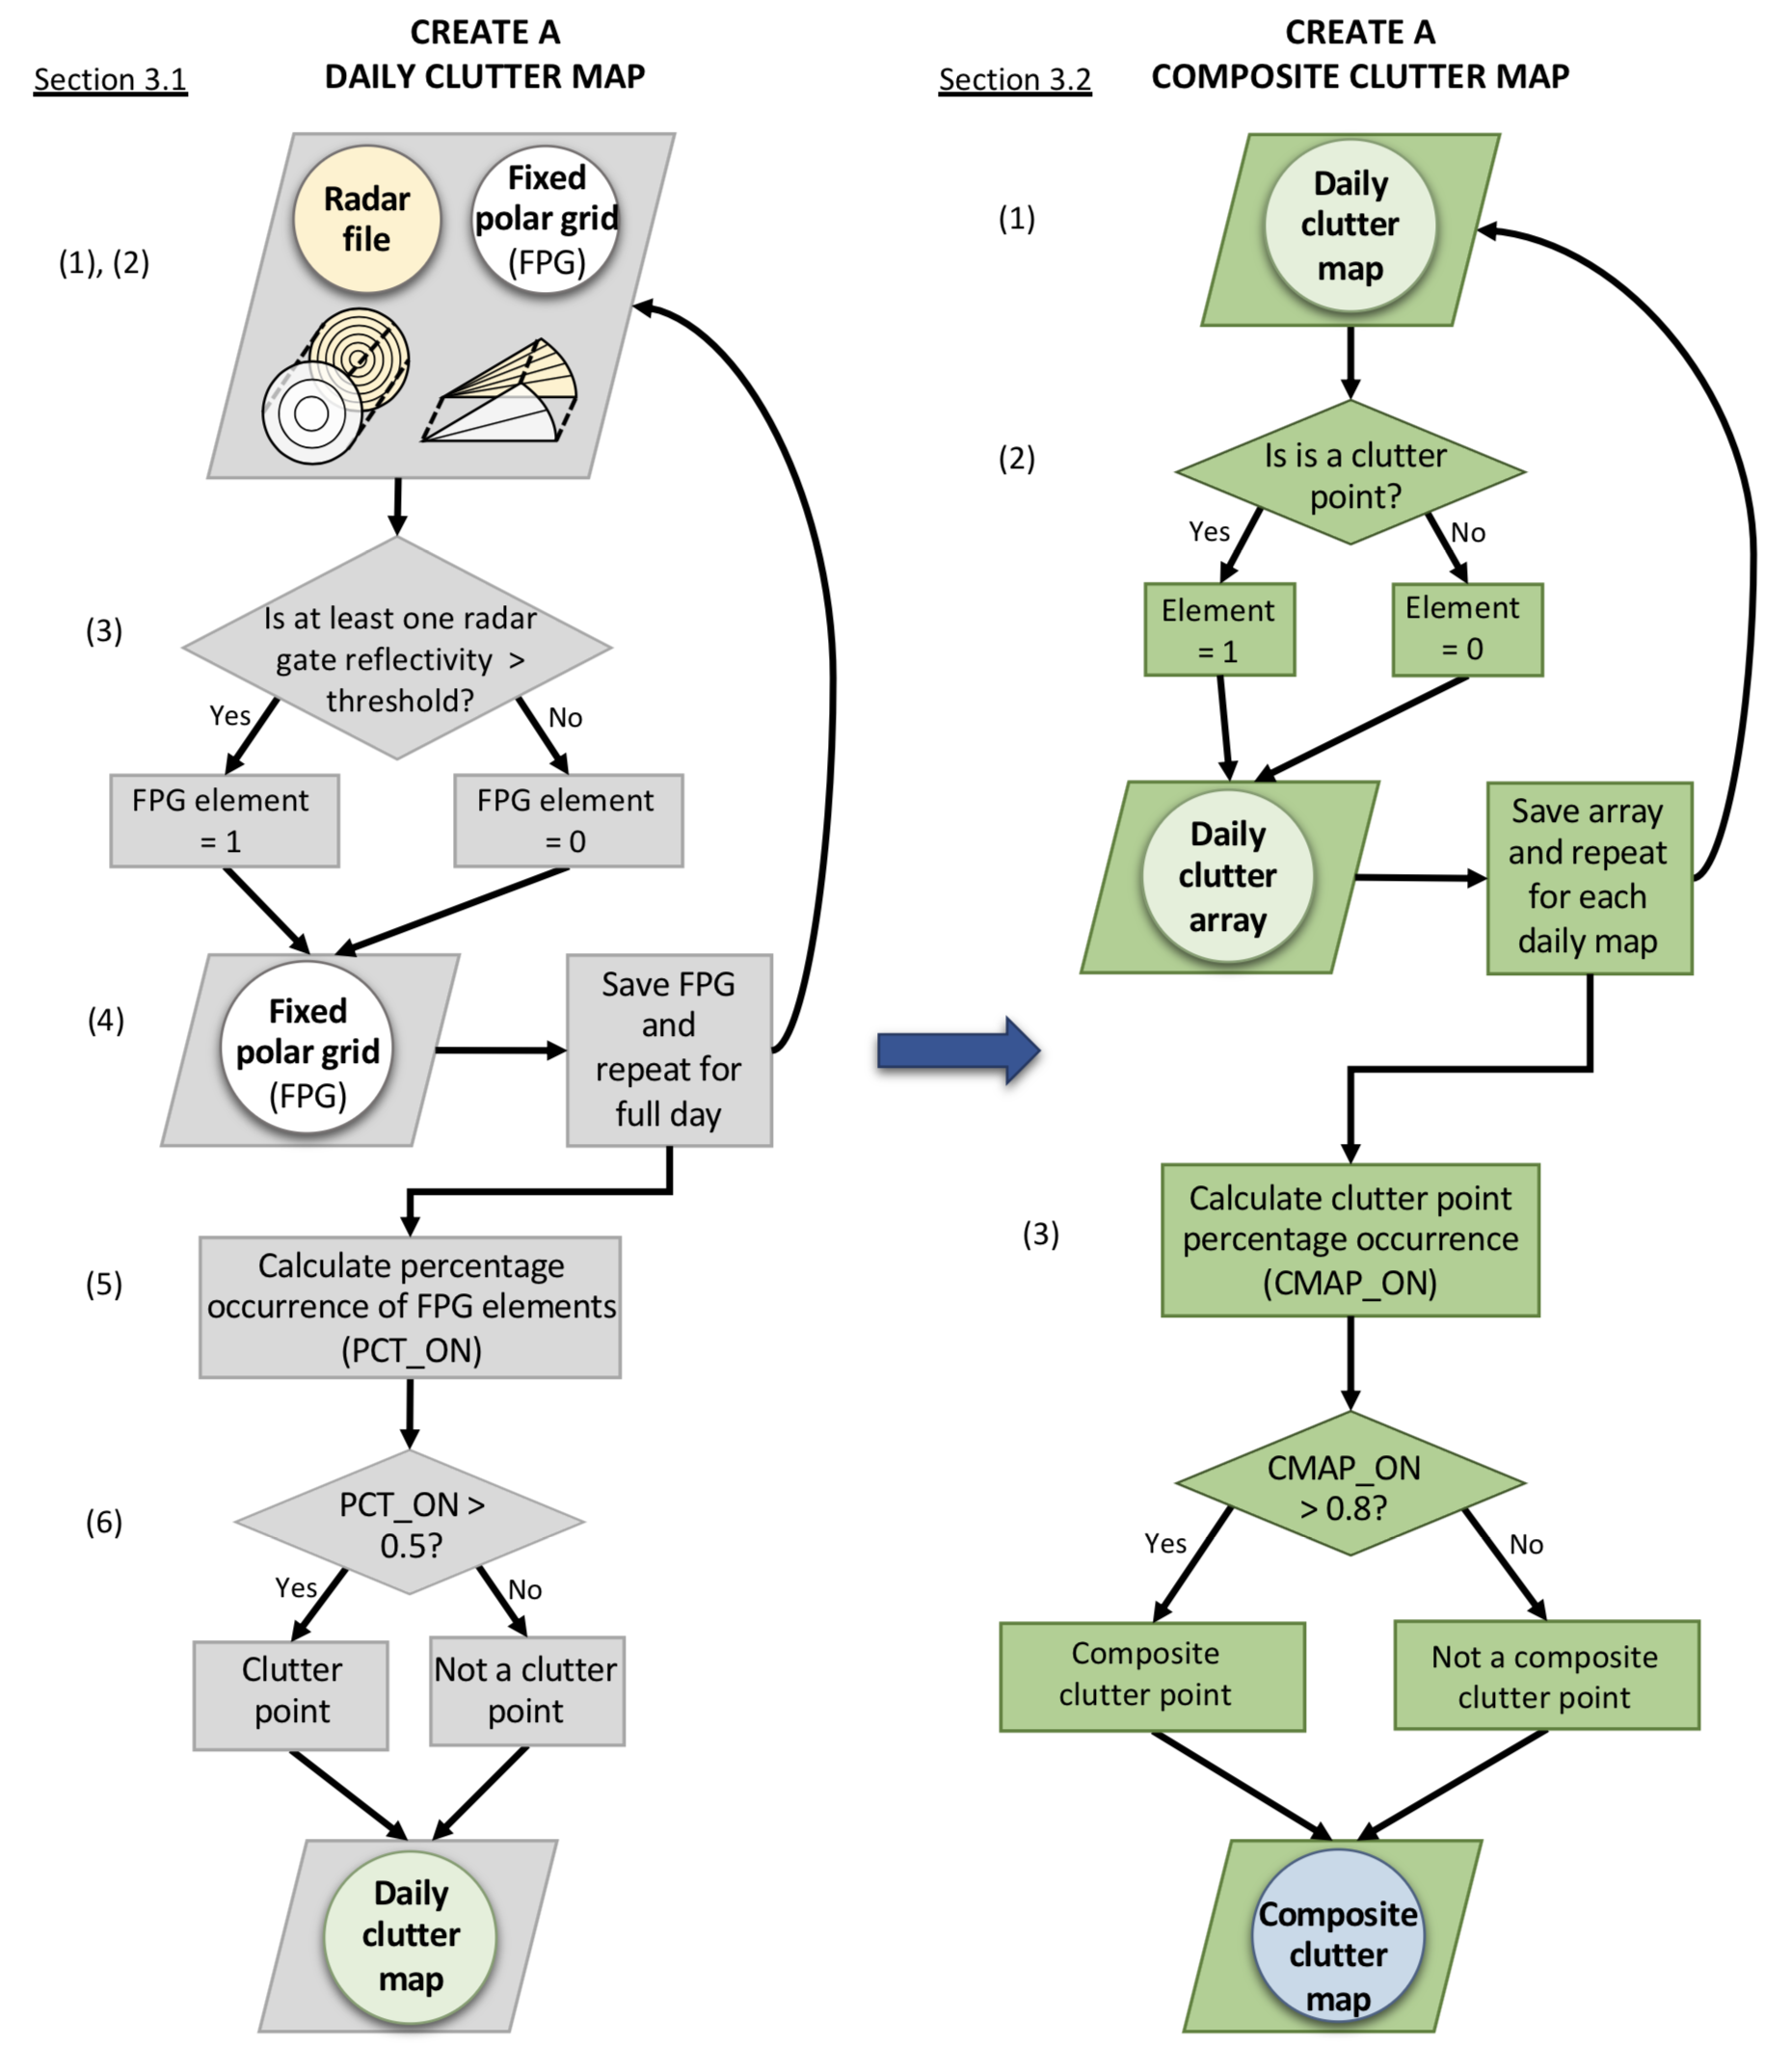 CREATE A
DAILY CLUTTER MAP
Section 3.1
Radar
file
Fixed
polar grid
(FPG)
(1), (2)
(3)
Is at least one radar
gate reflectivity >
threshold?
Yes
No
FPG element
= 1
FPG element
= 0
(4)
Fixed
polar grid
(FPG)
Save FPG
and
repeat for
full day
(5)
Calculate percentage
occurrence of FPG elements
(PCT_ON)
(6)
PCT_ON >
0.5?
Yes
No
Clutter
point
Not a clutter
point
Daily
clutter
map
CREATE A
COMPOSITE CLUTTER MAP
Section 3.2
(1)
Daily
clutter
map
(2)
Is is a clutter
point?
Yes
No
Element
= 1
Element
= 0
Daily
clutter
array
Save array
and repeat
for each
daily map
(3)
Calculate clutter point
percentage occurrence
(CMAP_ON)
CMAP_ON
> 0.8?
Yes
No
Composite
clutter point
Not a composite
clutter point
Composite
clutter
map